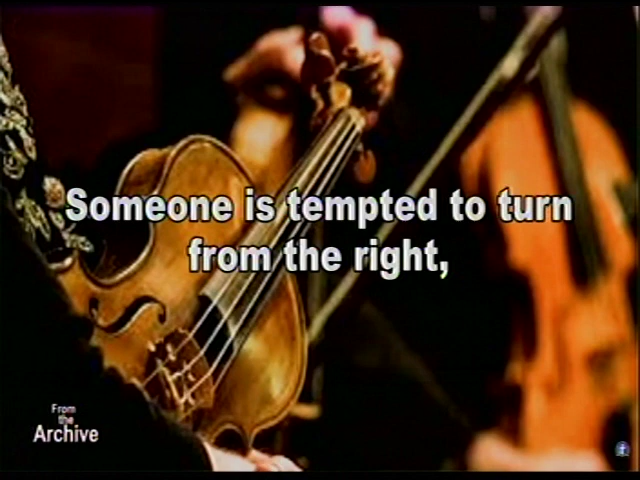 Someone is tempted to turn
from the right,
From
the
Archive